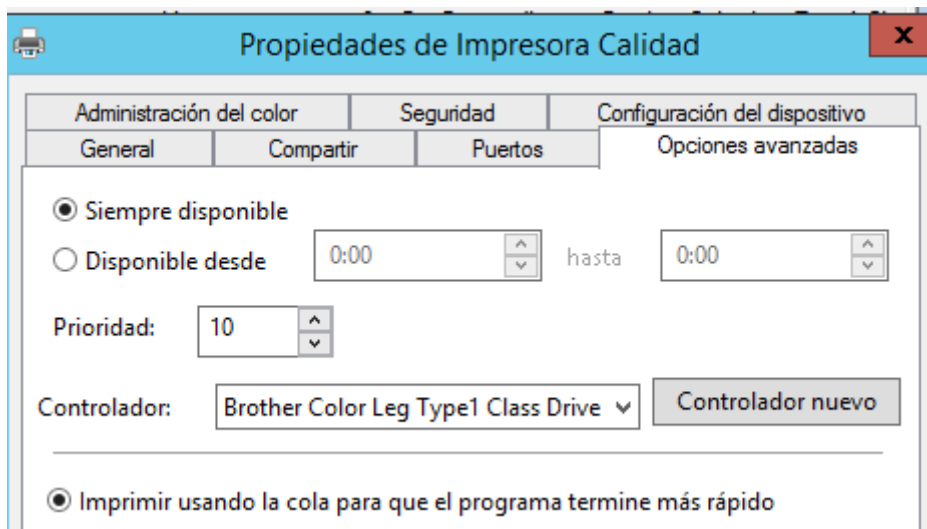 Propiedades de Impresora Calidad
x
Administración del color Seguridad Configuración del dispositivo
General Compartir Puertos Opciones avanzadas
Siempre disponible
Disponible desde 0:00 hasta 0:00
Prioridad: 10
Controlador: Brother Color Leg Type1 Class Drive Controlador nuevo
Imprimir usando la cola para que el programa termine más rápido